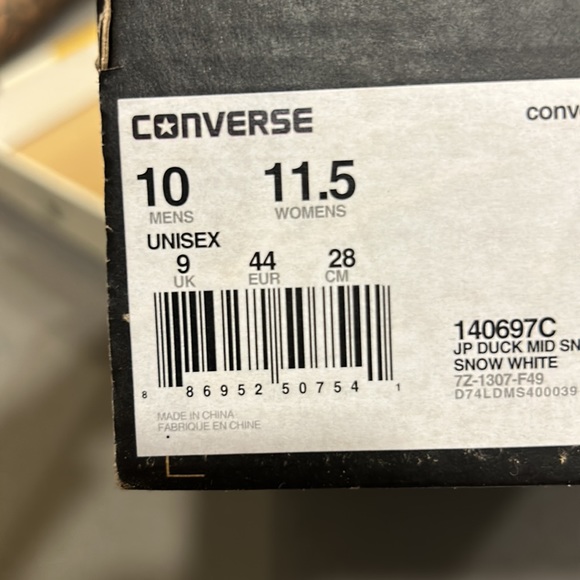 CONVERSE
conv
10 11.5
MENS WOMENS
UNISEX
9 44 28
UK EUR CM
140697C
JP DUCK MID SN
SNOW WHITE
7Z-1307-F49
D74LDMS400039
8 86952 50754 1
MADE IN CHINA
FABRIQUE EN CHINE